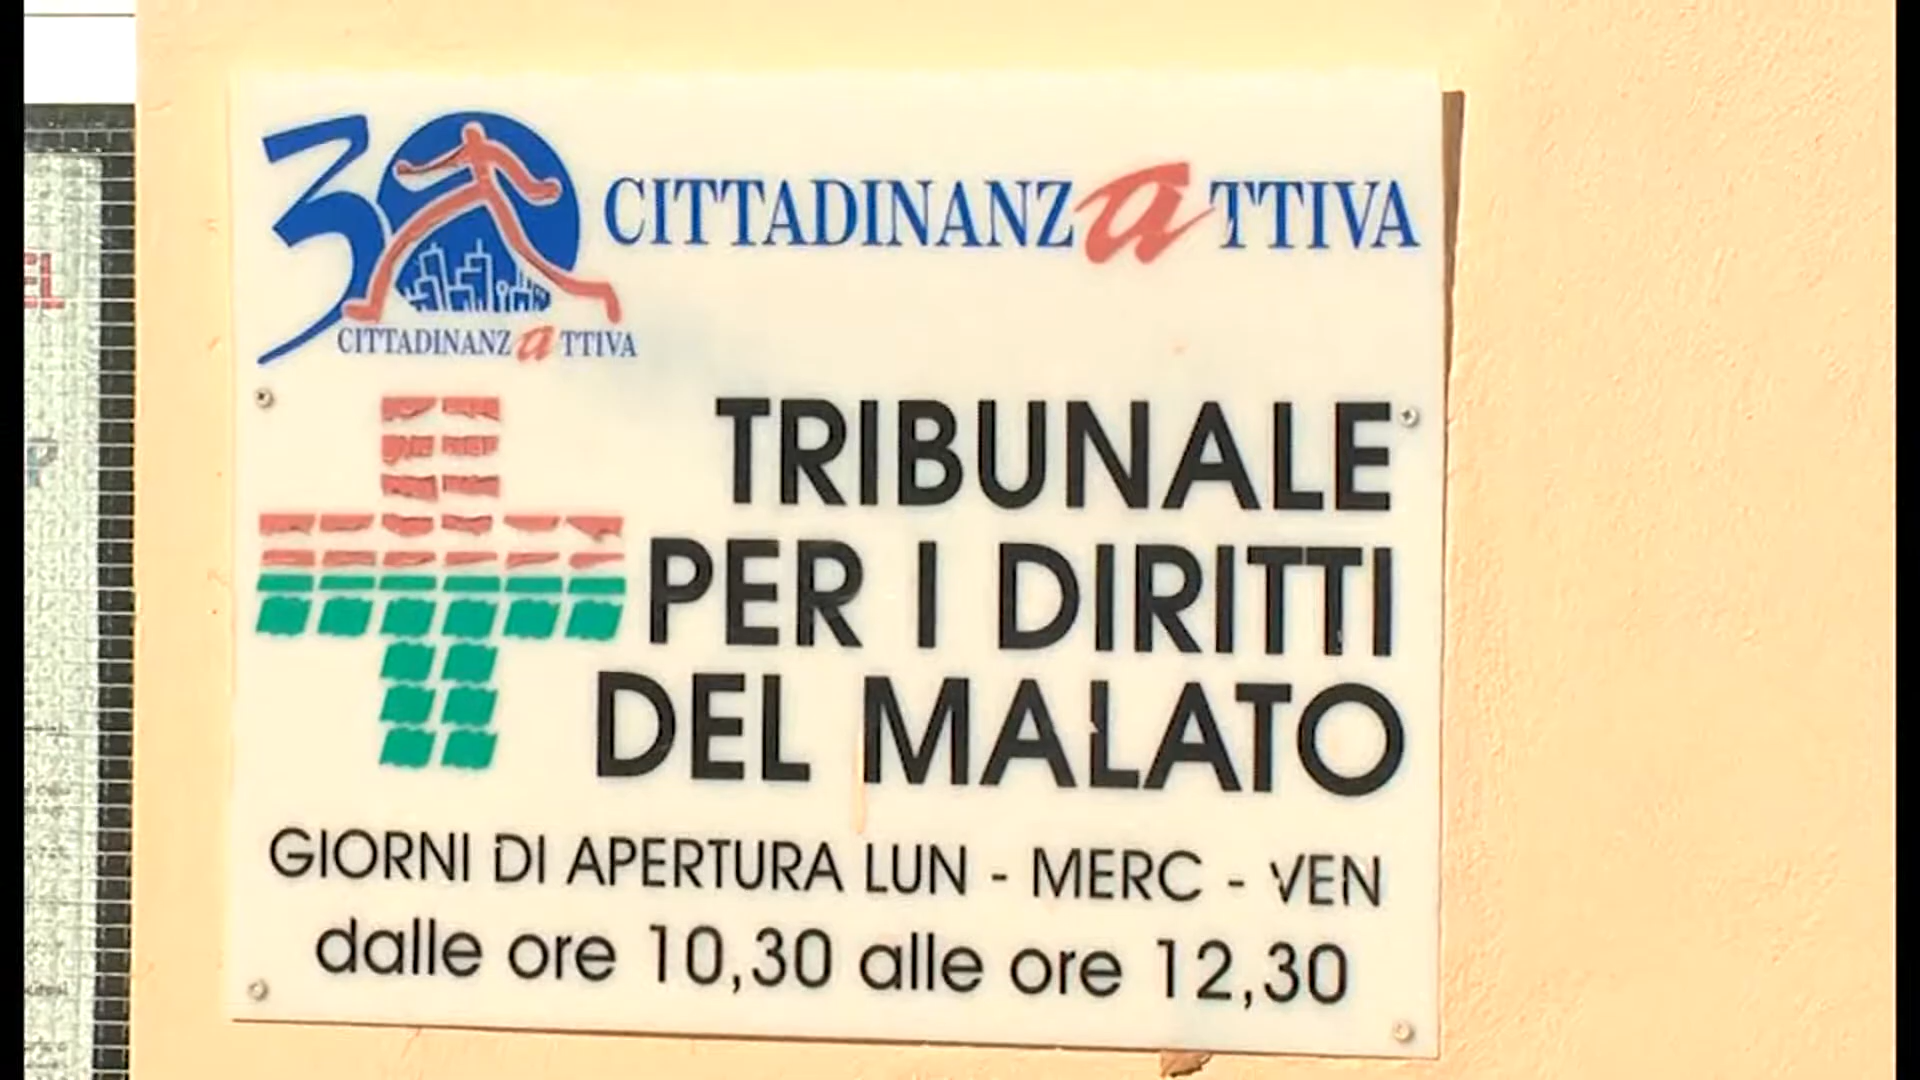 30
CITTADINANZaTTIVA
CITTADINANZaTTIVA
TRIBUNALE
PER I DIRITTI
DEL MALATO
GIORNI DI APERTURA LUN - MERC - VEN
dalle ore 10,30 alle ore 12,30